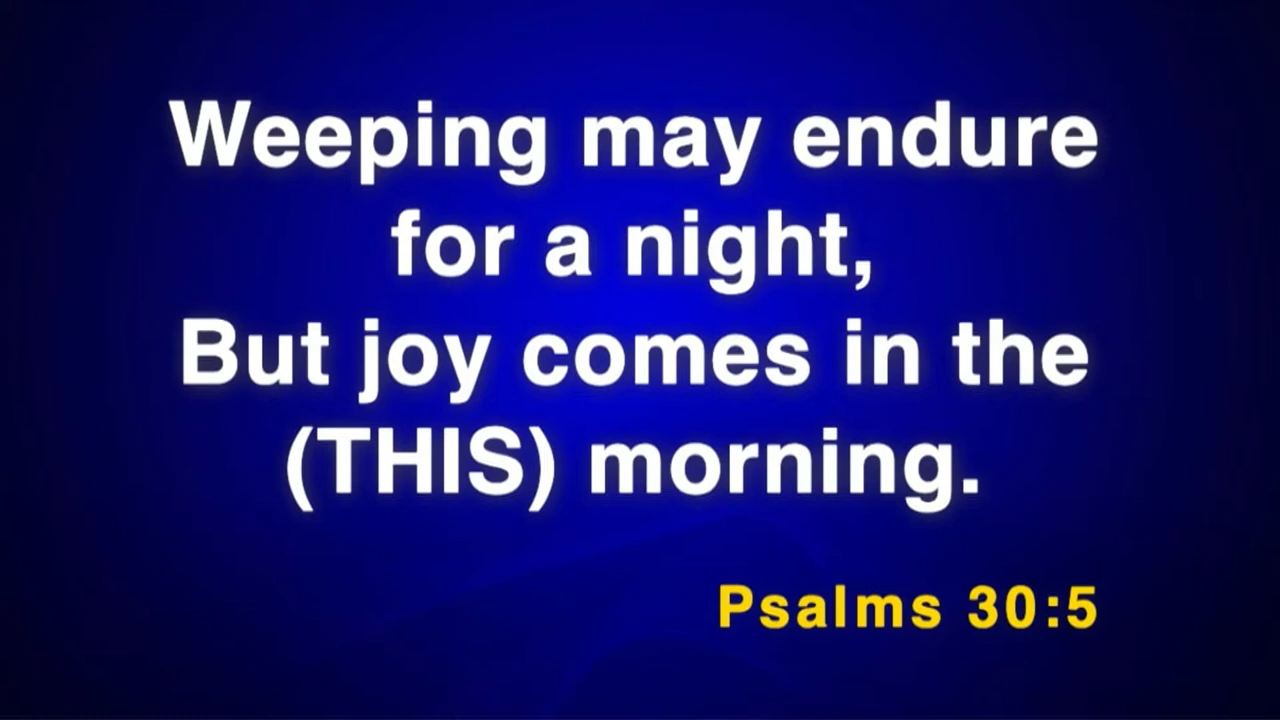 Weeping may endure
for a night,
But joy comes in the
(THIS) morning.
Psalms 30:5